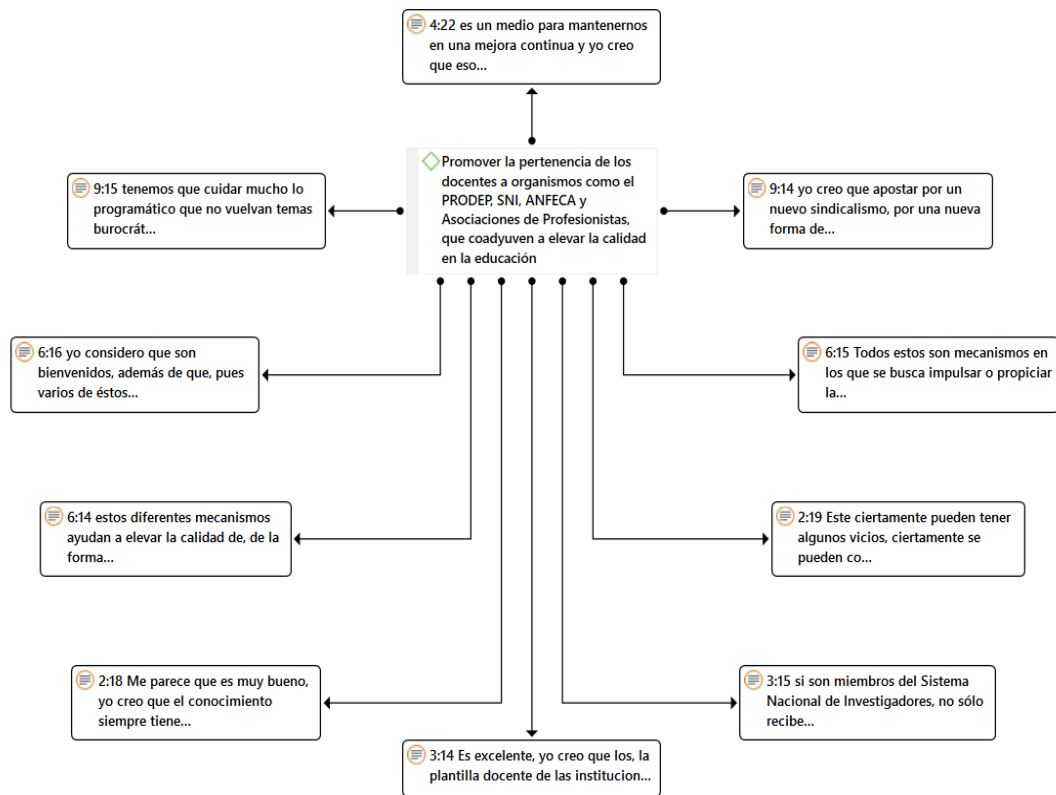 4:22 es un medio para mantenernos
en una mejora continua y yo creo
que eso...
Promover la pertenencia de los
docentes a organismos como el
PRODEP, SNI, ANFECA y
Asociaciones de Profesionistas,
que coadyuven a elevar la calidad
en la educación
9:15 tenemos que cuidar mucho lo
programático que no vuelvan temas
burocrát...
9:14 yo creo que apostar por un
nuevo sindicalismo, por una nueva
forma de...
6:16 yo considero que son
bienvenidos, además de que, pues
varios de éstos...
6:15 Todos estos son mecanismos en
los que se busca impulsar o propiciar
la...
6:14 estos diferentes mecanismos
ayudan a elevar la calidad de, de la
forma...
2:19 Este ciertamente pueden tener
algunos vicios, ciertamente se
pueden co...
2:18 Me parece que es muy bueno,
yo creo que el conocimiento
siempre tiene...
3:15 si son miembros del Sistema
Nacional de Investigadores, no sólo
recibe...
3:14 Es excelente, yo creo que los, la
plantilla docente de las institucion...